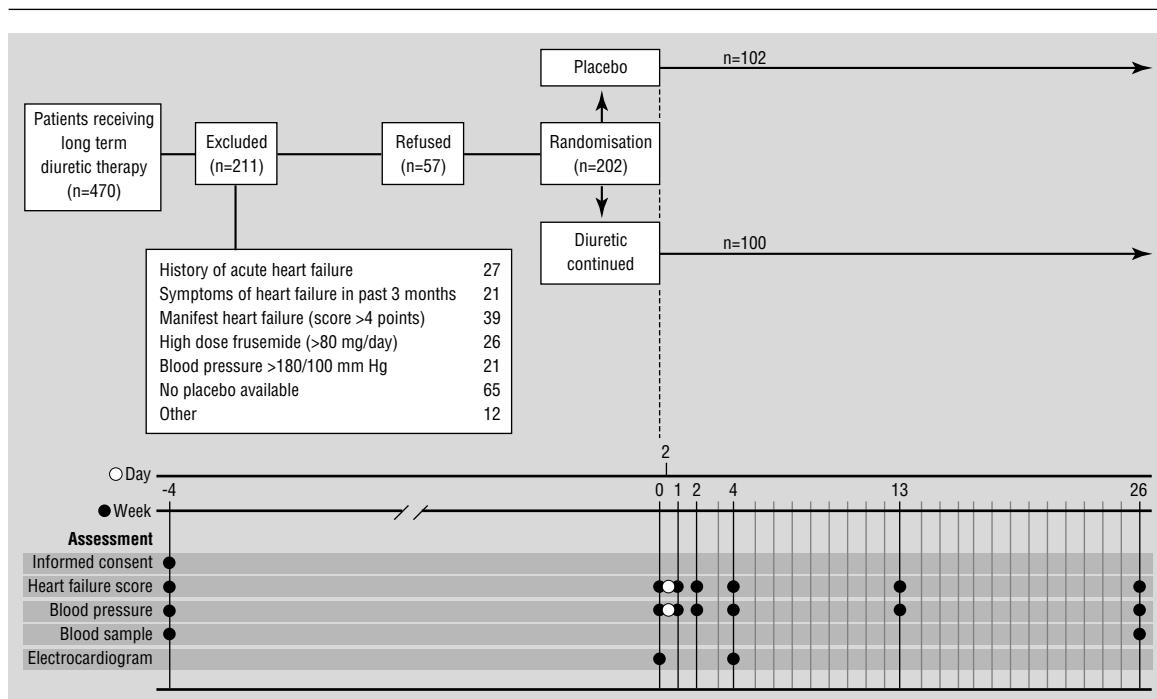 Placebo
n=102
Patients receiving
long term
diuretic therapy
(n=470)
Excluded
(n=211)
Refused
(n=57)
Randomisation
(n=202)
Diuretic
continued
n=100
History of acute heart failure 27
Symptoms of heart failure in past 3 months 21
Manifest heart failure (score >4 points) 39
High dose frusemide (>80 mg/day) 26
Blood pressure >180/100 mm Hg 21
No placebo available 65
Other 12
2
Day
-4 0 1 2 4 13 26
Week
Assessment
Informed consent
Heart failure score
Blood pressure
Blood sample
Electrocardiogram